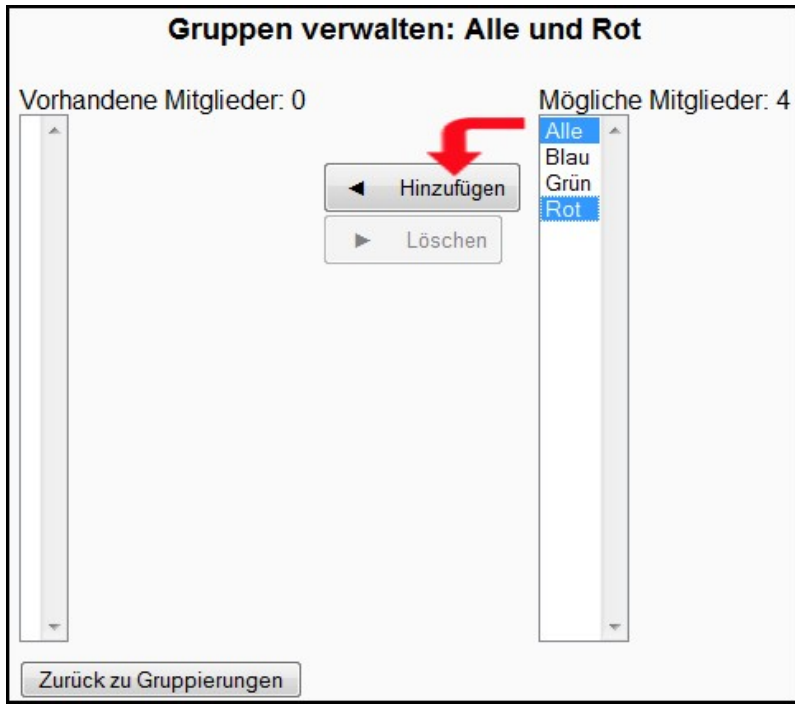 Gruppen verwalten: Alle und Rot
Vorhandene Mitglieder: 0
Mögliche Mitglieder: 4
Alle
Blau
Grün
Rot
Hinzufügen
Löschen
Zurück zu Gruppierungen